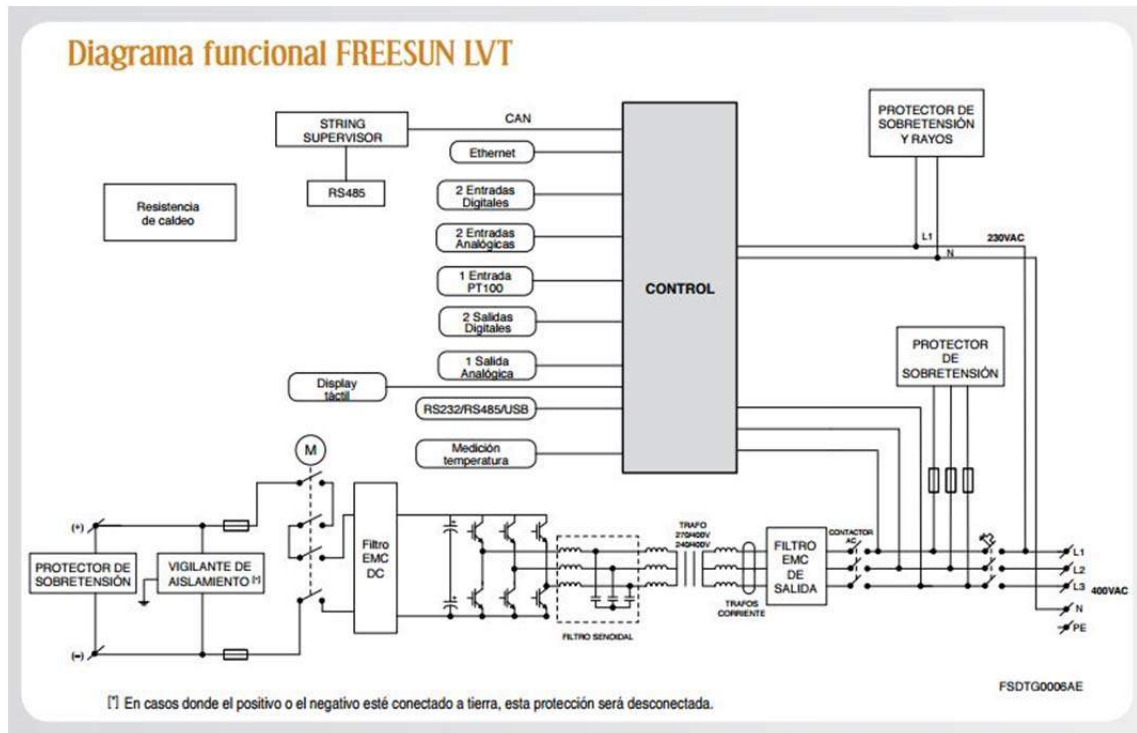 Diagrama funcional FREESUN LVT
STRING
SUPERVISOR
CAN
RS485
Resistencia
de caldeo
Ethernet
2 Entradas
Digitales
2 Entradas
Analógicas
1 Entrada
PT100
2 Salidas
Digitales
1 Salida
Analógica
Display
táctil
RS232/RS485/USB
Medición
temperatura
CONTROL
PROTECTOR DE
SOBRETENSIÓN
Y RAYOS
L1
230VAC
N
PROTECTOR
DE
SOBRETENSIÓN
M
(+)
PROTECTOR DE
SOBRETENSIÓN
VIGILANTE DE
AISLAMIENTO [*]
(-)
Filtro
EMC
DC
FILTRO SENOIDAL
TRAFO
270/400V
240/400V
TRAFOS
CORRIENTE
FILTRO
EMC
DE
SALIDA
CONTACTOR
AC
L1
L2
L3
400VAC
N
PE
FSDTG0006AE
[*] En casos donde el positivo o el negativo esté conectado a tierra, esta protección será desconectada.